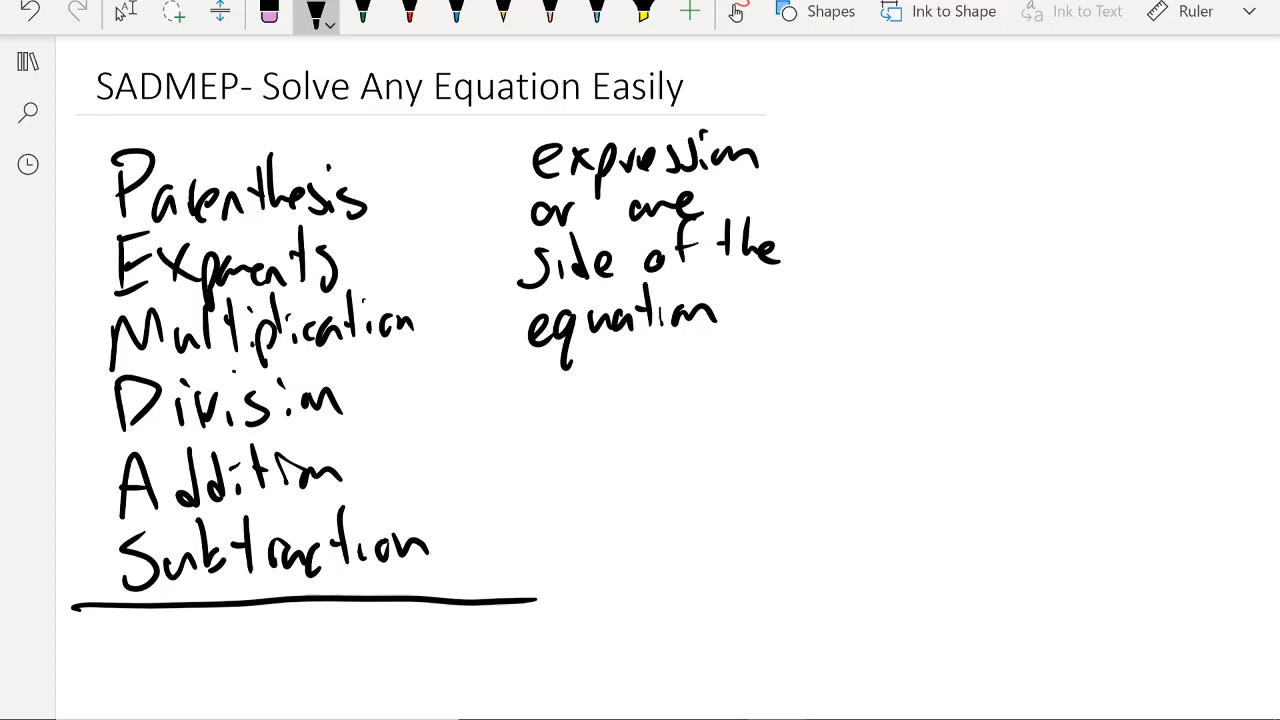 Shapes
Ink to Shape
Ink to Text
Ruler
SADMEP- Solve Any Equation Easily
Parenthesis
Exponents
Multiplication
Division
Addition
Subtraction
expression
or one
side of the
equation